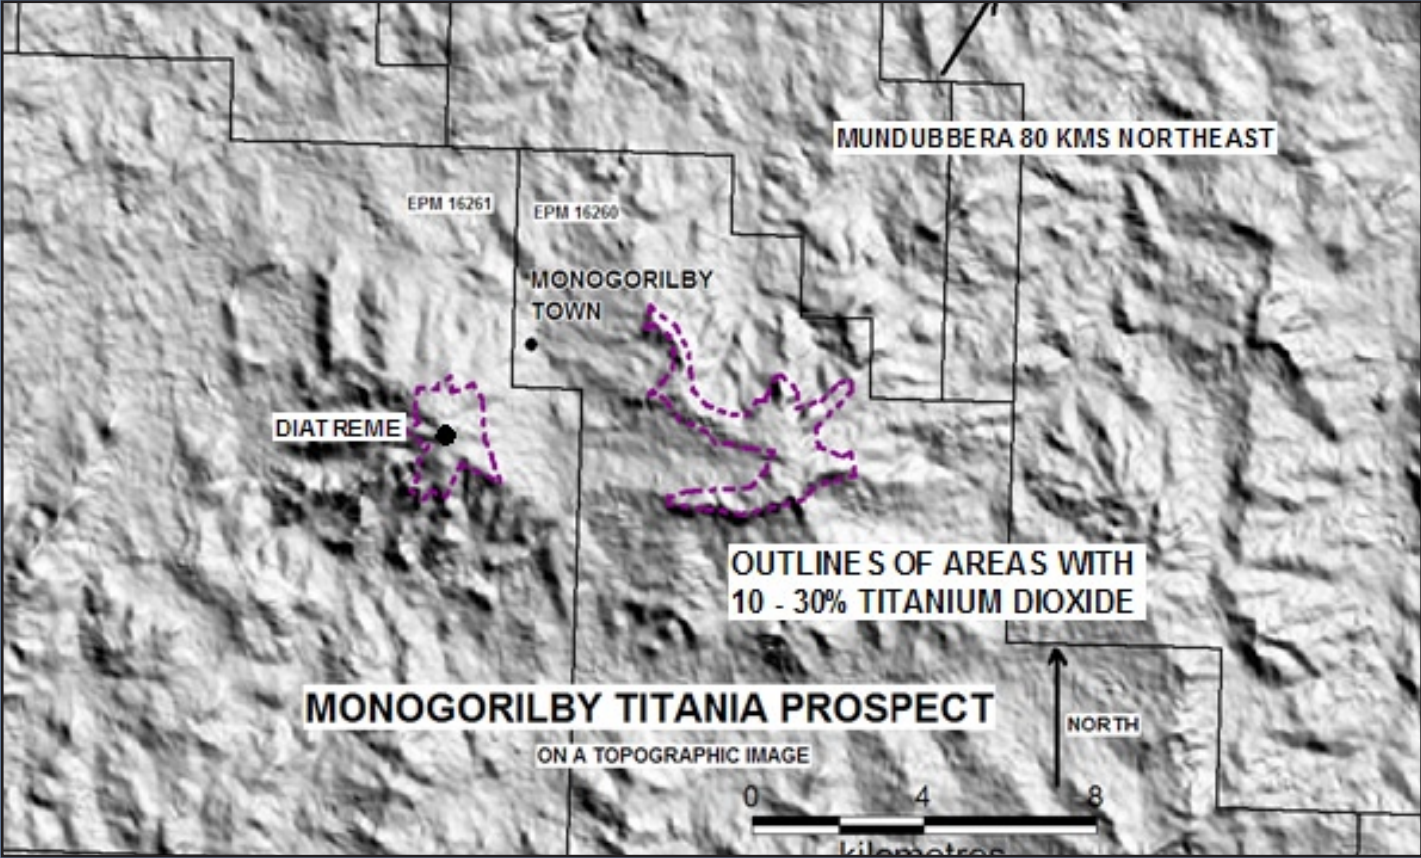 MUNDUBBERA 80 KMS NORTHEAST
EPM 16261
EPM 16260
MONOGORILBY
TOWN
DIATREME
OUTLINES OF AREAS WITH
10 - 30% TITANIUM DIOXIDE
MONOGORILBY TITANIA PROSPECT
NORTH
ON A TOPOGRAPHIC IMAGE
0 4 8
kilometres